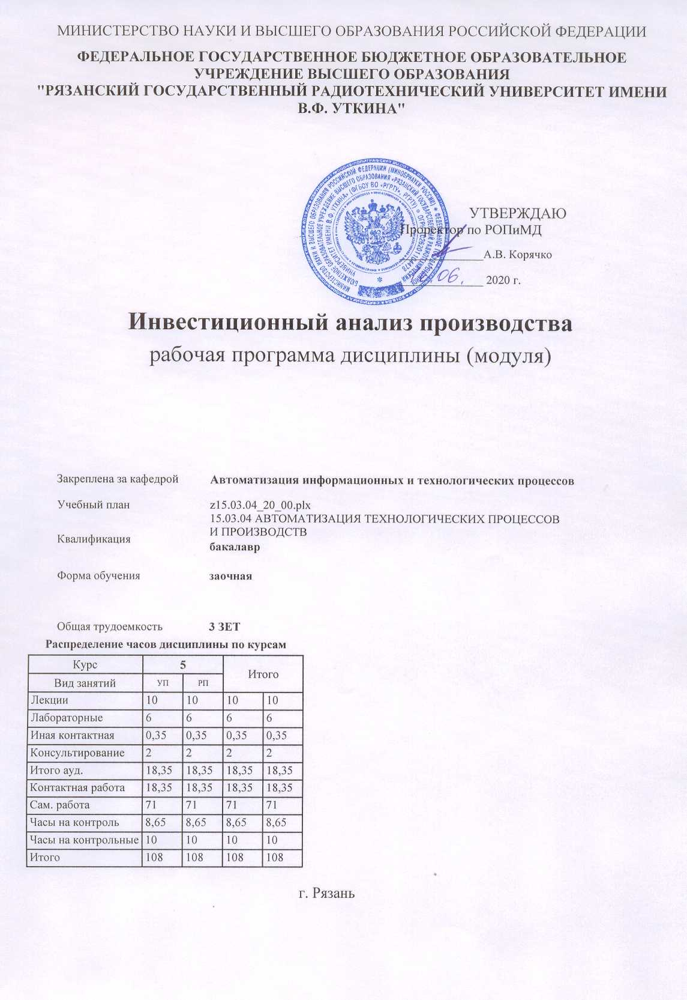 МИНИСТЕРСТВО НАУКИ И ВЫСШЕГО ОБРАЗОВАНИЯ РОССИЙСКОЙ ФЕДЕРАЦИИ
ФЕДЕРАЛЬНОЕ ГОСУДАРСТВЕННОЕ БЮДЖЕТНОЕ ОБРАЗОВАТЕЛЬНОЕ
УЧРЕЖДЕНИЕ ВЫСШЕГО ОБРАЗОВАНИЯ
"РЯЗАНСКИЙ ГОСУДАРСТВЕННЫЙ РАДИОТЕХНИЧЕСКИЙ УНИВЕРСИТЕТ ИМЕНИ
В.Ф. УТКИНА"
УТВЕРЖДАЮ
Проректор по РОПиМД
А.В. Корячко
06. 2020 г.
Инвестиционный анализ производства
рабочая программа дисциплины (модуля)
Закреплена за кафедрой Автоматизация информационных и технологических процессов
Учебный план z15.03.04_20_00.plx
15.03.04 АВТОМАТИЗАЦИЯ ТЕХНОЛОГИЧЕСКИХ ПРОЦЕССОВ
И ПРОИЗВОДСТВ
Квалификация бакалавр
Форма обучения заочная
Общая трудоемкость 3 ЗЕТ
Распределение часов дисциплины по курсам
Курс 5 Итого
Вид занятий УП РП
Лекции 10 10 10 10
Лабораторные 6 6 6 6
Иная контактная 0,35 0,35 0,35 0,35
Консультирование 2 2 2 2
Итого ауд. 18,35 18,35 18,35 18,35
Контактная работа 18,35 18,35 18,35 18,35
Сам. работа 71 71 71 71
Часы на контроль 8,65 8,65 8,65 8,65
Часы на контрольные 10 10 10 10
Итого 108 108 108 108
г. Рязань